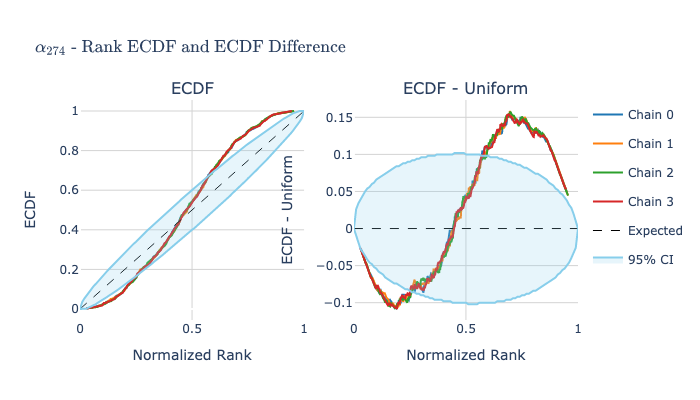 α274 - Rank ECDF and ECDF Difference
ECDF
ECDF - Uniform
ECDF
1
0.8
0.6
0.4
0.2
0
0
0.5
1
Normalized Rank
ECDF - Uniform
0.15
0.1
0.05
0
−0.05
−0.1
0
0.5
1
Normalized Rank
Chain 0
Chain 1
Chain 2
Chain 3
Expected
95% CI